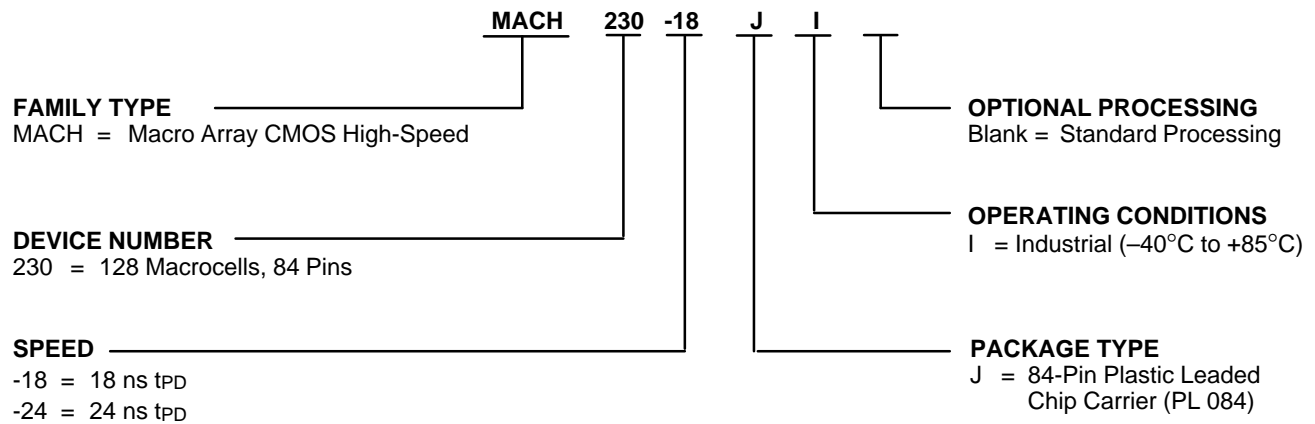 MACH 230 -18 J I
FAMILY TYPE
MACH = Macro Array CMOS High-Speed
DEVICE NUMBER
230 = 128 Macrocells, 84 Pins
SPEED
-18 = 18 ns tPD
-24 = 24 ns tPD
OPTIONAL PROCESSING
Blank = Standard Processing
OPERATING CONDITIONS
I = Industrial (–40°C to +85°C)
PACKAGE TYPE
J = 84-Pin Plastic Leaded
Chip Carrier (PL 084)